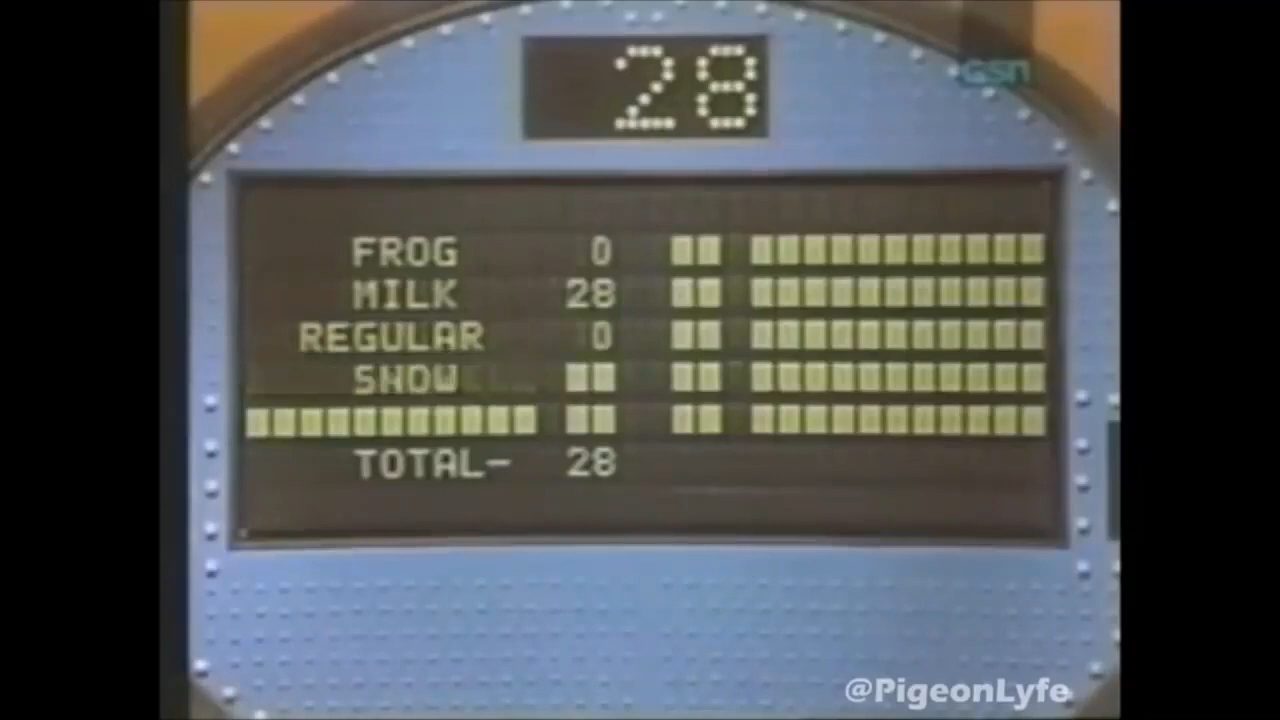 28
GSN
FROG 0
MILK 28
REGULAR 0
SHOW
TOTAL- 28
@PigeonLyfe